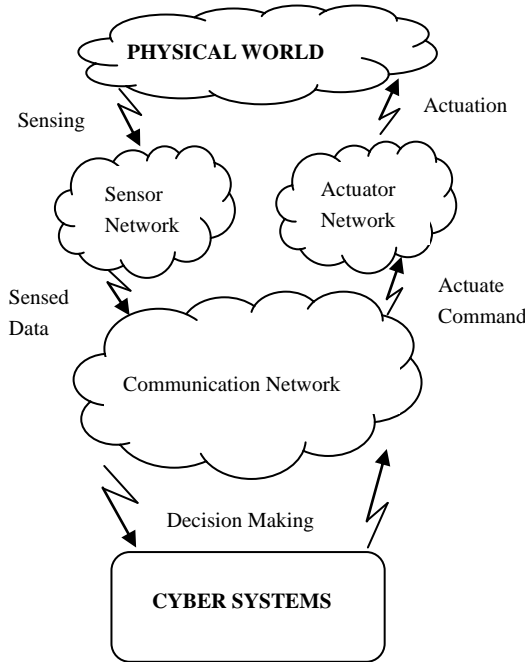 PHYSICAL WORLD
Sensing
Actuation
Sensor
Network
Actuator
Network
Sensed
Data
Actuate
Command
Communication Network
Decision Making
CYBER SYSTEMS